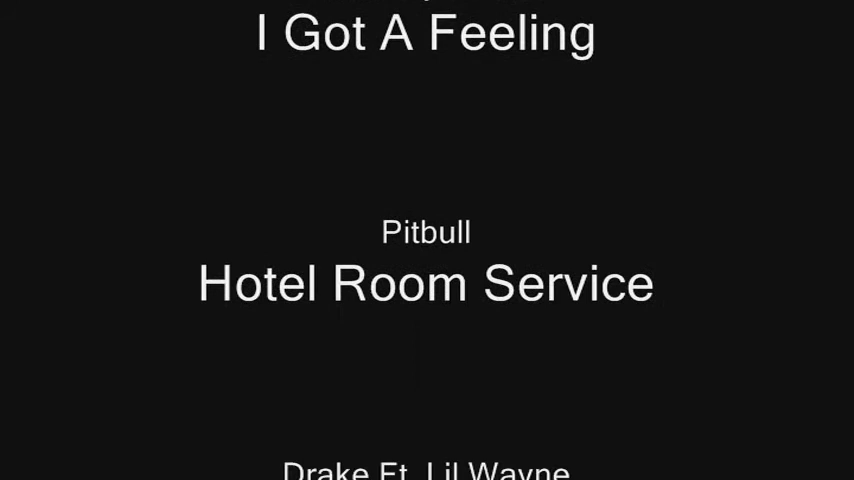 I Got A Feeling
Pitbull
Hotel Room Service
Drake Ft. Lil Wayne